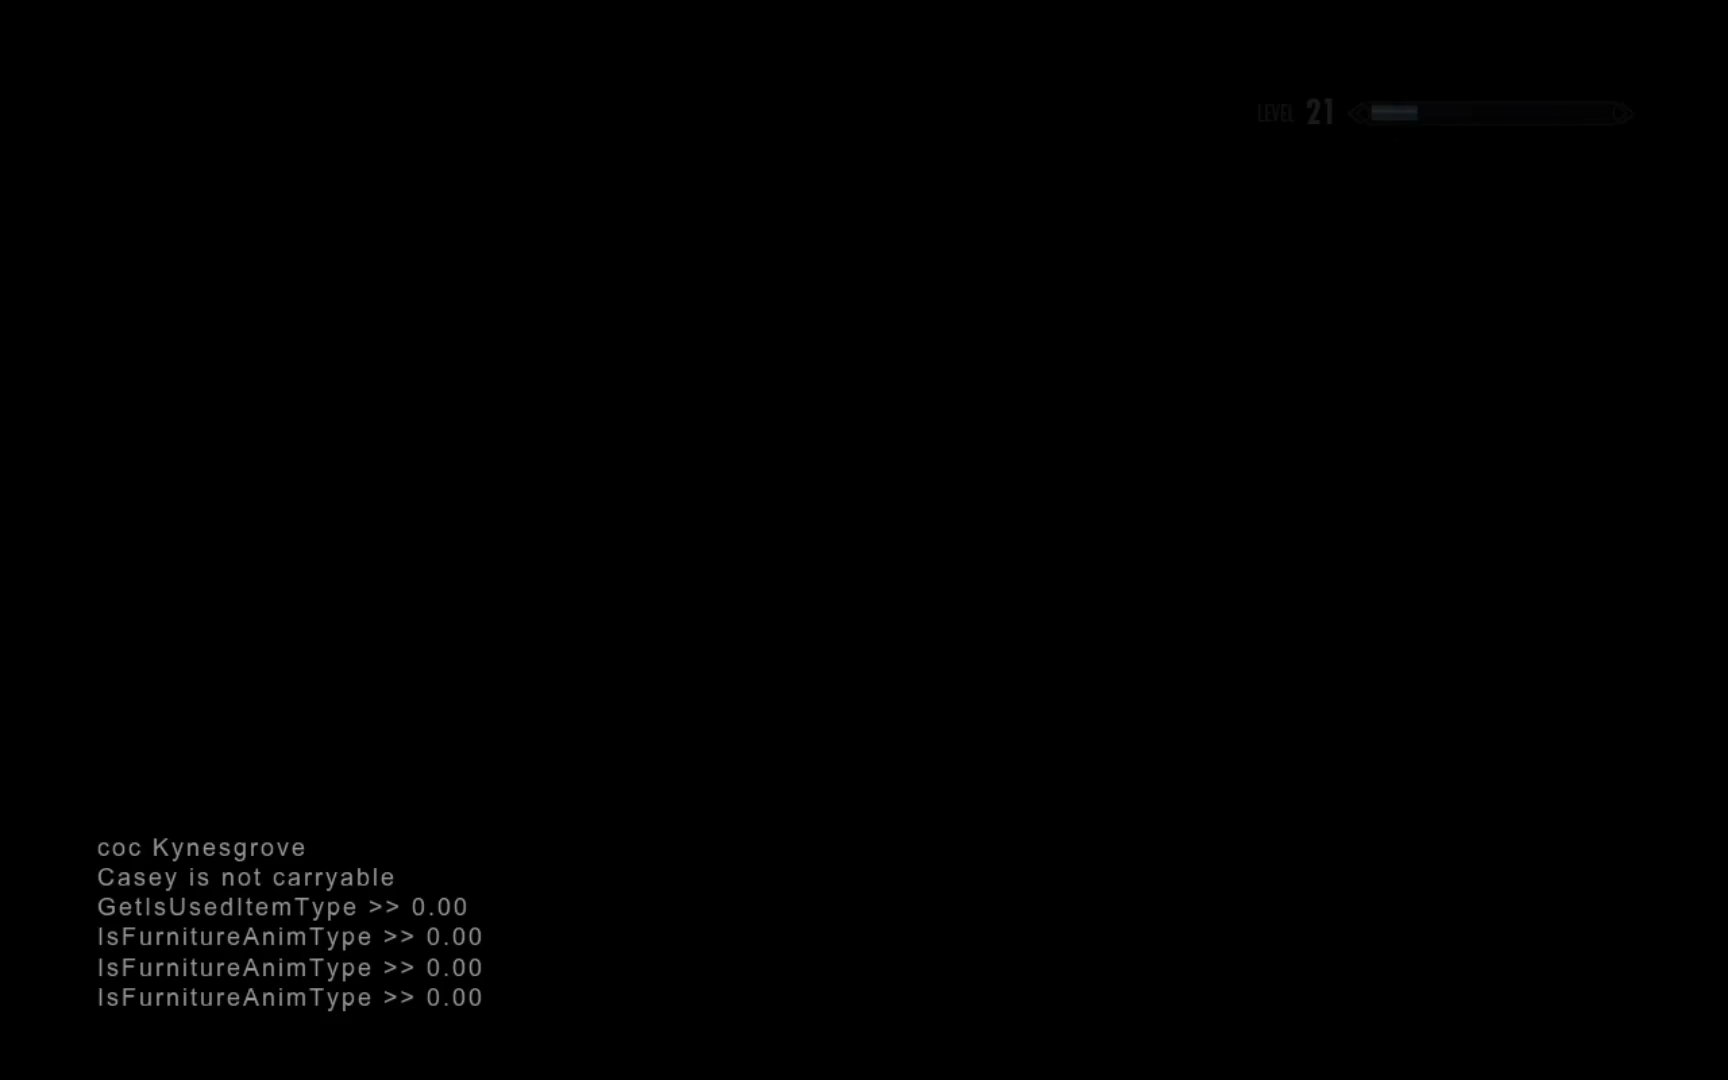 LEVEL 21
coc Kynesgrove
Casey is not carryable
GetIsUsedItemType >> 0.00
IsFurnitureAnimType >> 0.00
IsFurnitureAnimType >> 0.00
IsFurnitureAnimType >> 0.00